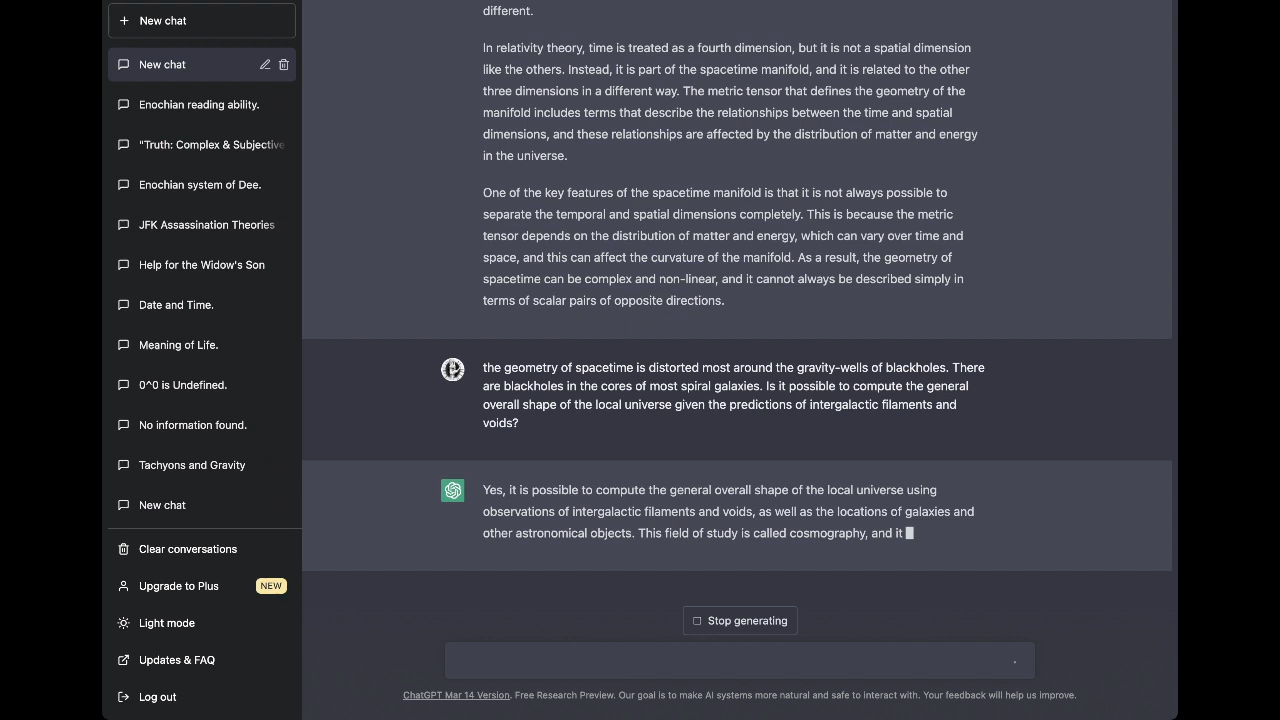 New chat
New chat
Enochian reading ability.
"Truth: Complex & Subjective
Enochian system of Dee.
JFK Assassination Theories
Help for the Widow's Son
Date and Time.
Meaning of Life.
0^0 is Undefined.
No information found.
Tachyons and Gravity
New chat
Clear conversations
Upgrade to Plus NEW
Light mode
Updates & FAQ
Log out
different.
In relativity theory, time is treated as a fourth dimension, but it is not a spatial dimension
like the others. Instead, it is part of the spacetime manifold, and it is related to the other
three dimensions in a different way. The metric tensor that defines the geometry of the
manifold includes terms that describe the relationships between the time and spatial
dimensions, and these relationships are affected by the distribution of matter and energy
in the universe.
One of the key features of the spacetime manifold is that it is not always possible to
separate the temporal and spatial dimensions completely. This is because the metric
tensor depends on the distribution of matter and energy, which can vary over time and
space, and this can affect the curvature of the manifold. As a result, the geometry of
spacetime can be complex and non-linear, and it cannot always be described simply in
terms of scalar pairs of opposite directions.
the geometry of spacetime is distorted most around the gravity-wells of blackholes. There
are blackholes in the cores of most spiral galaxies. Is it possible to compute the general
overall shape of the local universe given the predictions of intergalactic filaments and
voids?
Yes, it is possible to compute the general overall shape of the local universe using
observations of intergalactic filaments and voids, as well as the locations of galaxies and
other astronomical objects. This field of study is called cosmography, and it
Stop generating
ChatGPT Mar 14 Version. Free Research Preview. Our goal is to make AI systems more natural and safe to interact with. Your feedback will help us improve.